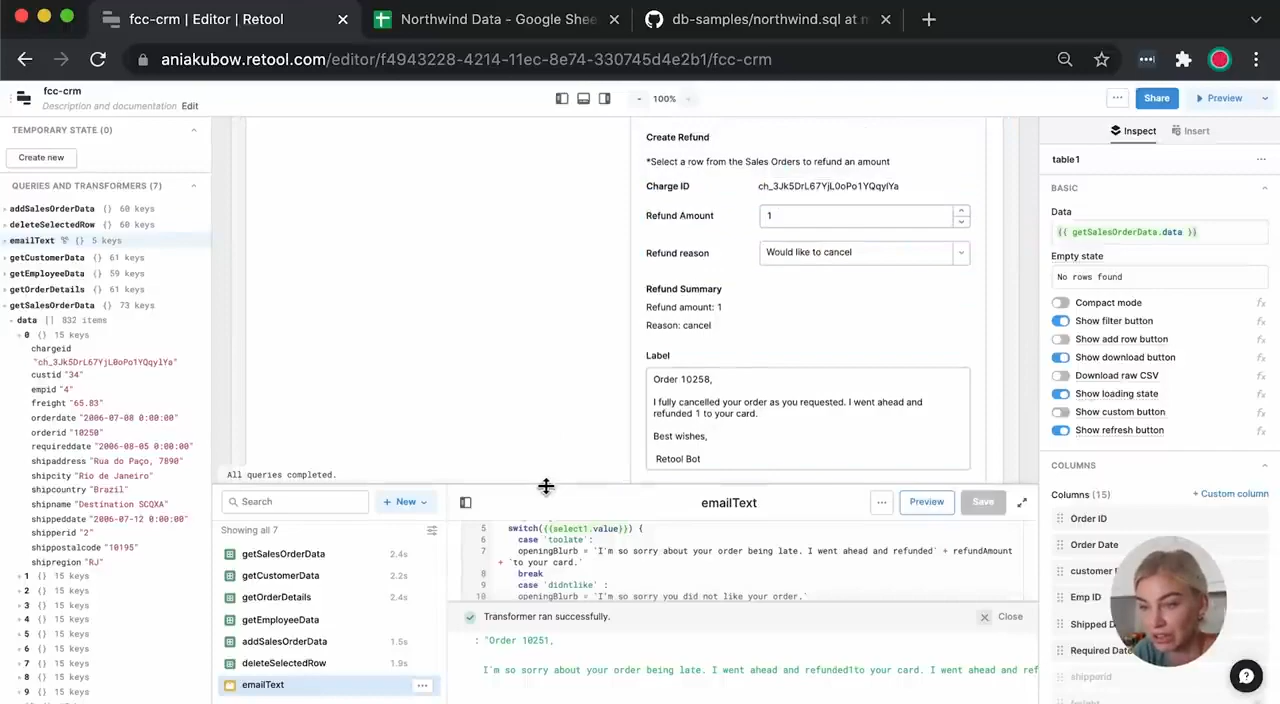 fcc-crm | Editor | Retool
Northwind Data - Google Shee
db-samples/northwind.sql at m
aniakubow.retool.com/editor/f4943228-4214-11ec-8e74-330745d4e2b1/fcc-crm
fcc-crm
Description and documentation Edit
- 100% +
Share
Preview
TEMPORARY STATE (0)
Create new
QUERIES AND TRANSFORMERS (7)
addSalesOrderData {} 60 keys
deleteSelectedRow {} 60 keys
emailText {} 5 keys
getCustomerData {} 61 keys
getEmployeeData {} 59 keys
getOrderDetails {} 61 keys
getSalesOrderData {} 73 keys
data [] 832 items
0 {} 15 keys
chargeid
"ch_3Jk5DrL67YjL0oPo1YQqylYa"
custid "34"
empid "4"
freight "65.83"
orderdate "2006-07-08 0:00:00"
orderid "10250"
requireddate "2006-08-05 0:00:00"
shipaddress "Rua do Paço, 7890"
shipcity "Rio de Janeiro"
shipcountry "Brazil"
shipname "Destination SCQXA"
shippeddate "2006-07-12 0:00:00"
shipperid "2"
shippostalcode "10195"
shipregion "RJ"
1 {} 15 keys
2 {} 15 keys
3 {} 15 keys
4 {} 15 keys
5 {} 15 keys
6 {} 15 keys
7 {} 15 keys
8 {} 15 keys
9 {} 15 keys
Create Refund
*Select a row from the Sales Orders to refund an amount
Charge ID ch_3Jk5DrL67YjL0oPo1YQqylYa
Refund Amount 1
Refund reason Would like to cancel
Refund Summary
Refund amount: 1
Reason: cancel
Label
Order 10258,
I fully cancelled your order as you requested. I went ahead and
refunded 1 to your card.
Best wishes,
Retool Bot
All queries completed.
Search
+ New
Showing all 7
getSalesOrderData 2.4s
getCustomerData 2.2s
getOrderDetails 2.4s
getEmployeeData
addSalesOrderData 1.5s
deleteSelectedRow 1.9s
emailText
emailText
Preview
Save
5 switch({{select1.value}}) {
6 case 'toolate':
7 openingBlurb = `I'm so sorry about your order being late. I went ahead and refunded` + refundAmount
+ `to your card.`
8 break
9 case 'didntlike' :
10 openingBlurb = `I'm so sorry you did not like your order.`
Transformer ran successfully.
Close
: "Order 10251,
I'm so sorry about your order being late. I went ahead and refunded1to your card. I went ahead and ref
Inspect
Insert
table1
BASIC
Data
{{ getSalesOrderData.data }}
Empty state
No rows found
Compact mode
Show filter button
Show add row button
Show download button
Download raw CSV
Show loading state
Show custom button
Show refresh button
COLUMNS
Columns (15) + Custom column
Order ID
Order Date
customer
Emp ID
Shipped D
Required Date
shipperid
freight